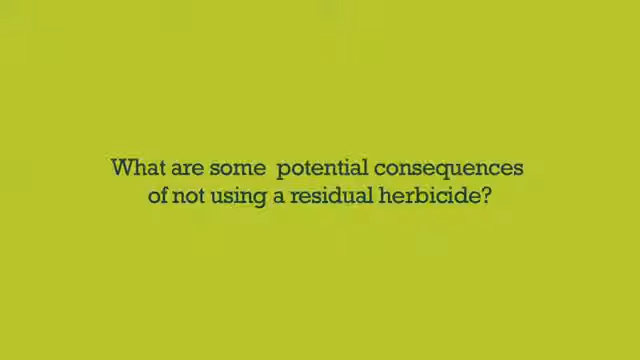 What are some potential consequences
of not using a residual herbicide?